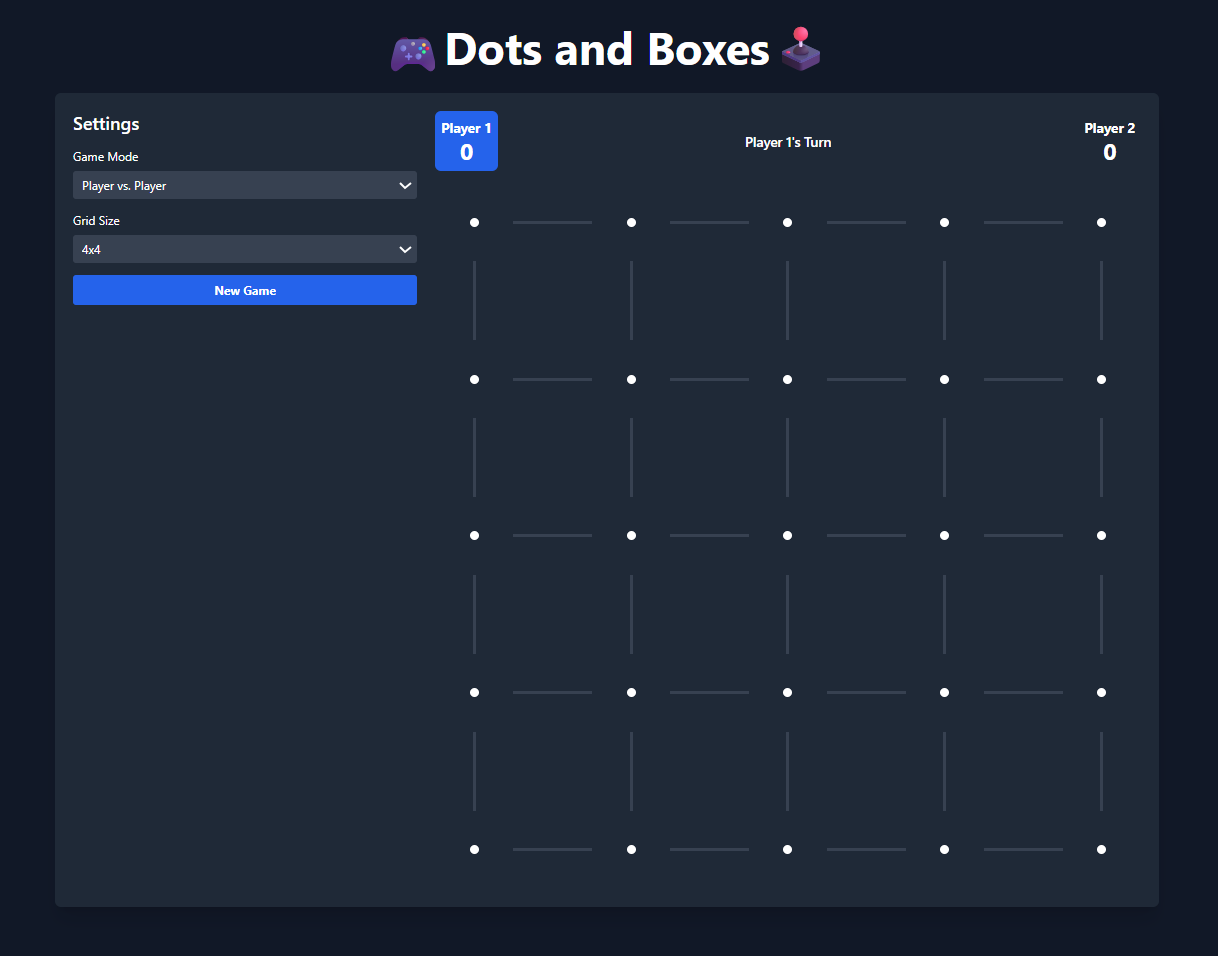 🎮 Dots and Boxes 🕹️
Settings
Game Mode
Player vs. Player
Grid Size
4x4
New Game
Player 1
0
Player 1's Turn
Player 2
0